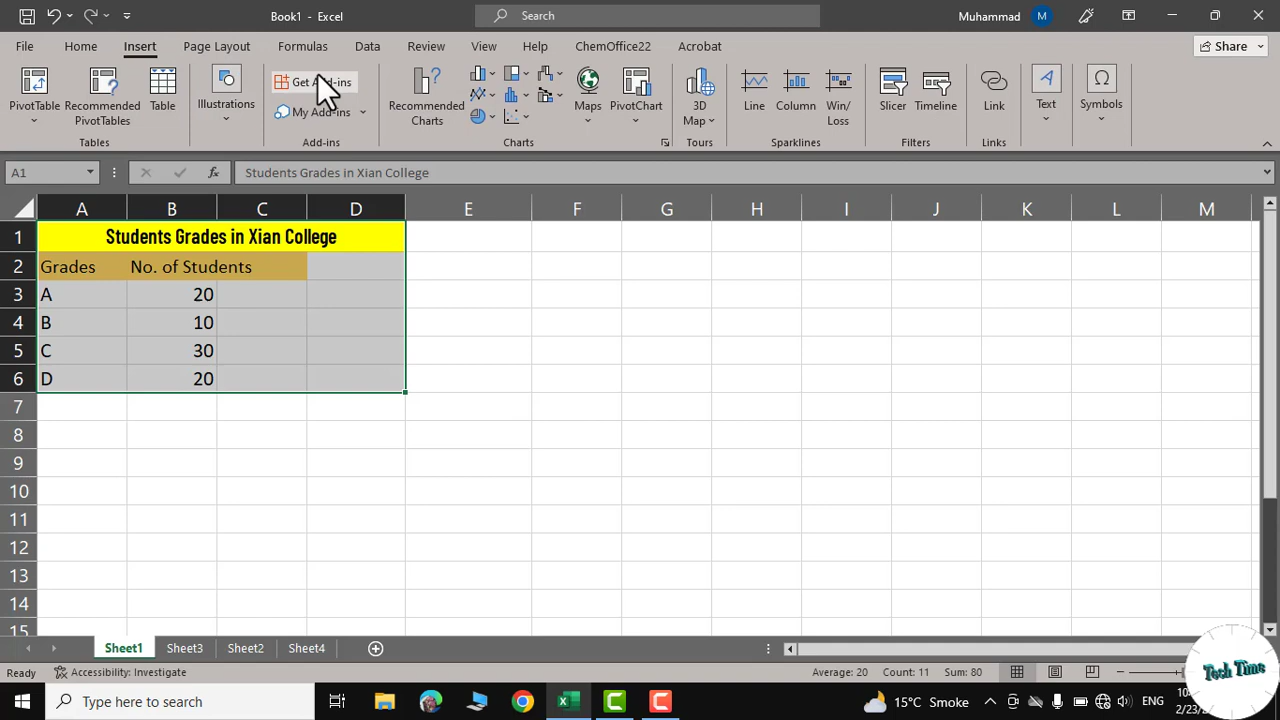 Book1 - Excel
Search
Muhammad
M
File Home Insert Page Layout Formulas Data Review View Help ChemOffice22 Acrobat
Share
PivotTable
Recommended PivotTables
Table
Tables
Illustrations
Get Add-ins
My Add-ins
Add-ins
Recommended Charts
Maps
PivotChart
Charts
3D Map
Tours
Line
Column
Win/ Loss
Sparklines
Slicer
Timeline
Filters
Link
Links
Text
Symbols
A1
fx
Students Grades in Xian College
A B C D E F G H I J K L M
1 Students Grades in Xian College
2 Grades No. of Students
3 A 20
4 B 10
5 C 30
6 D 20
7
8
9
10
11
12
13
14
15
Sheet1 Sheet3 Sheet2 Sheet4
Ready
Accessibility: Investigate
Average: 20 Count: 11 Sum: 80
Tech Time
Type here to search
15°C Smoke
ENG